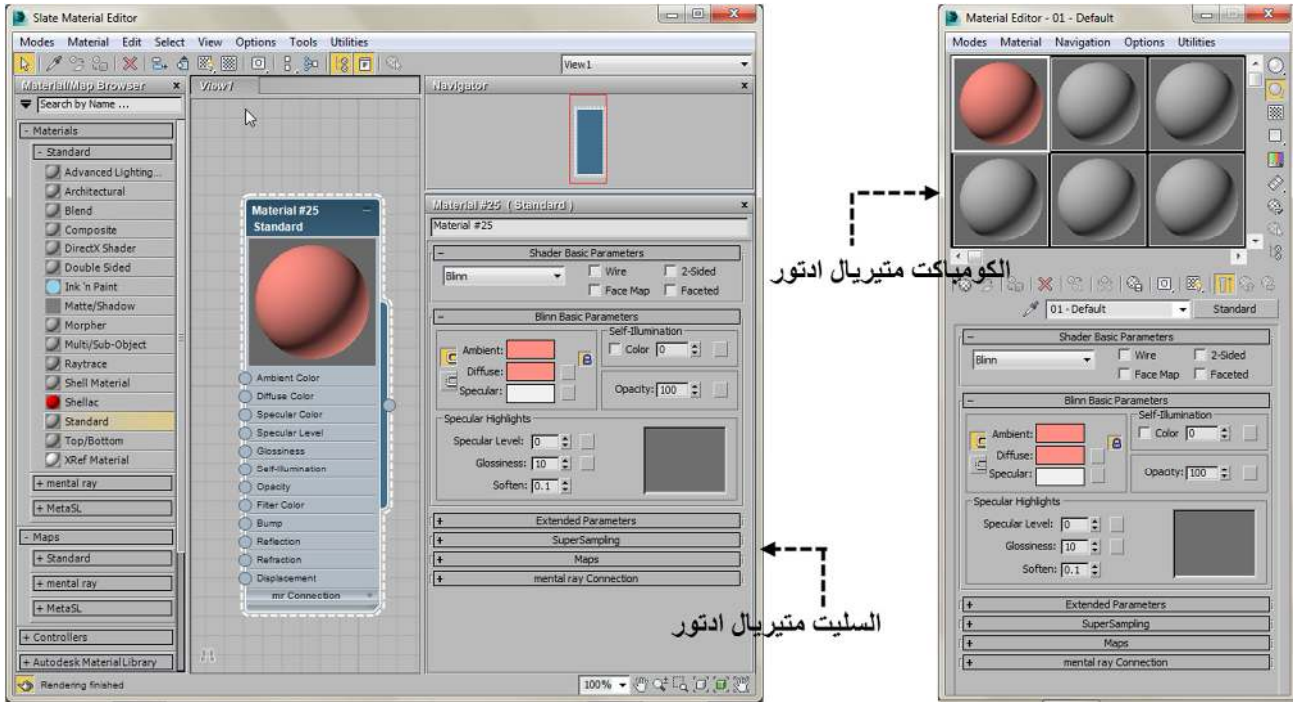 Slate Material Editor
Modes Material Edit Select View Options Tools Utilities
View1
Material/Map Browser x
Search by Name ...
- Materials
- Standard
Advanced Lighting...
Architectural
Blend
Composite
DirectX Shader
Double Sided
Ink 'n Paint
Matte/Shadow
Morpher
Multi/Sub-Object
Raytrace
Shell Material
Shellac
Standard
Top/Bottom
XRef Material
+ mental ray
+ MetaSL
- Maps
+ Standard
+ mental ray
+ MetaSL
+ Controllers
+ Autodesk Material Library
Rendering finished
View1
Material #25
Standard
Ambient Color
Diffuse Color
Specular Color
Specular Level
Glossiness
Self-Illumination
Opacity
Filter Color
Bump
Reflection
Refraction
Displacement
mr Connection
Navigator x
Material #25 ( Standard ) x
Material #25
- Shader Basic Parameters
Blinn Wire 2-Sided
Face Map Faceted
- Blinn Basic Parameters
Self-Illumination
Ambient: Color 0
Diffuse:
Specular: Opacity: 100
Specular Highlights
Specular Level: 0
Glossiness: 10
Soften: 0.1
+ Extended Parameters
+ SuperSampling
+ Maps
+ mental ray Connection
100%
الكومباكت متيريال ادتور
السليت متيريال ادتور
Material Editor - 01 - Default
Modes Material Navigation Options Utilities
01 - Default Standard
- Shader Basic Parameters
Blinn Wire 2-Sided
Face Map Faceted
- Blinn Basic Parameters
Self-Illumination
Ambient: Color 0
Diffuse:
Specular: Opacity: 100
Specular Highlights
Specular Level: 0
Glossiness: 10
Soften: 0.1
+ Extended Parameters
+ SuperSampling
+ Maps
+ mental ray Connection